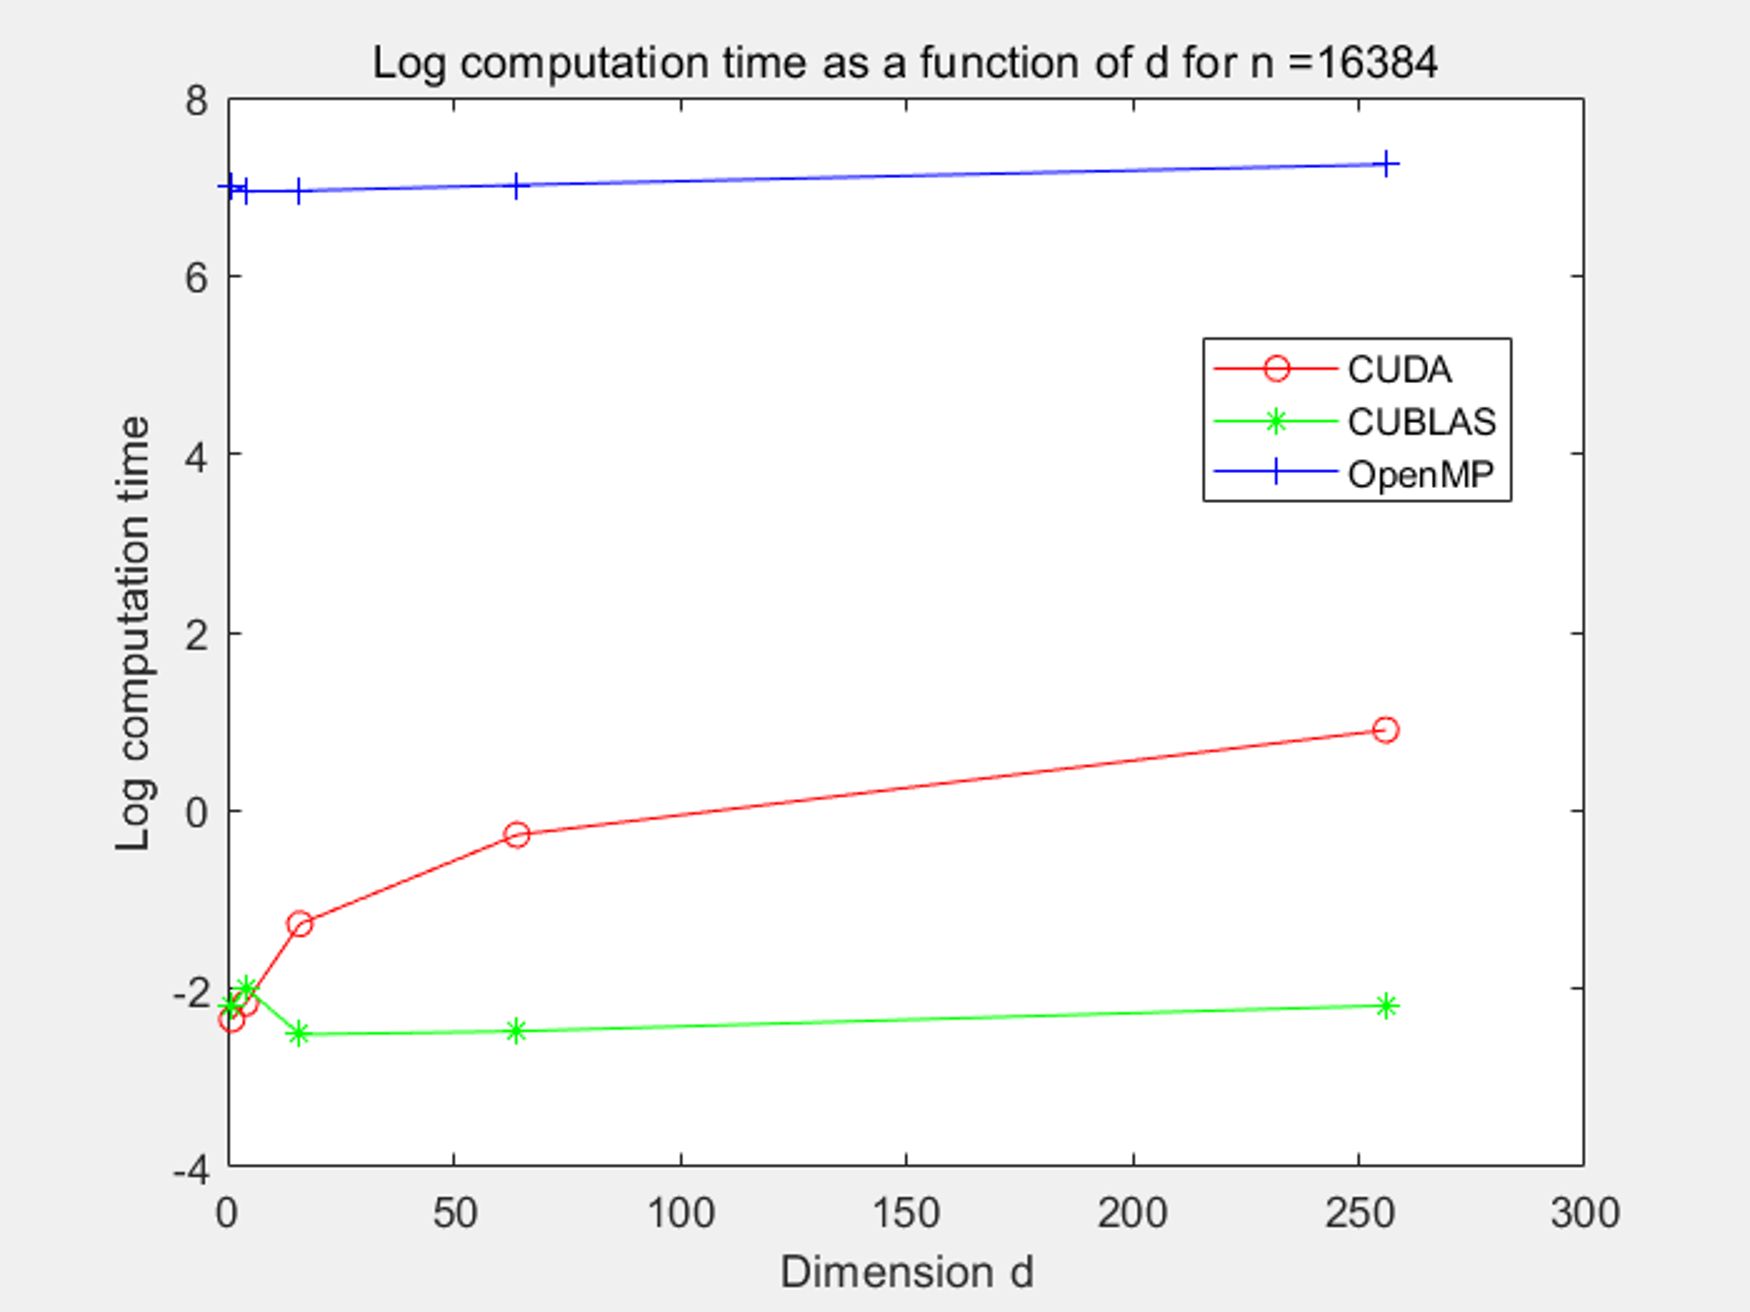 Log computation time as a function of d for n =16384
8
6
4
2
0
-2
-4
Log computation time
CUDA
CUBLAS
OpenMP
0 50 100 150 200 250 300
Dimension d